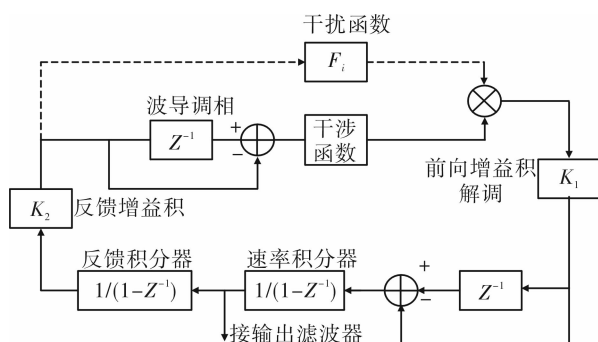 干扰函数
F_i
波导调相
Z⁻¹
+
−
干涉
函数
前向增益积
解调
K₁
K₂
反馈增益积
反馈积分器
1/(1-Z⁻¹)
速率积分器
1/(1-Z⁻¹)
+
−
Z⁻¹
接输出滤波器